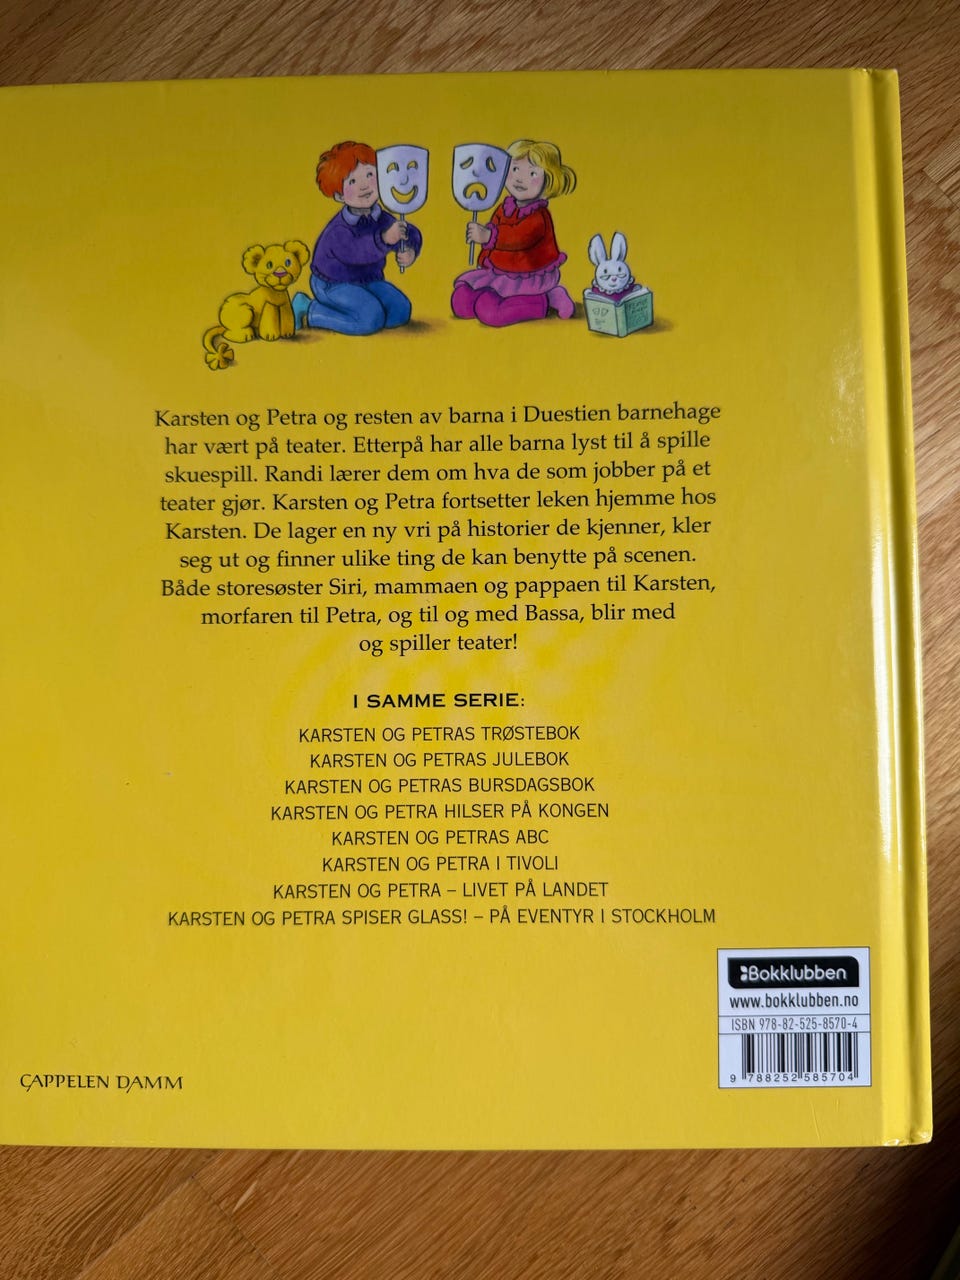 Karsten og Petra og resten av barna i Duestien barnehage
har vært på teater. Etterpå har alle barna lyst til å spille
skuespill. Randi lærer dem om hva de som jobber på et
teater gjør. Karsten og Petra fortsetter leken hjemme hos
Karsten. De lager en ny vri på historier de kjenner, kler
seg ut og finner ulike ting de kan benytte på scenen.
Både storesøster Siri, mammaen og pappaen til Karsten,
morfaren til Petra, og til og med Bassa, blir med
og spiller teater!
I SAMME SERIE:
KARSTEN OG PETRAS TRØSTEBOK
KARSTEN OG PETRAS JULEBOK
KARSTEN OG PETRAS BURSDAGSBOK
KARSTEN OG PETRA HILSER PÅ KONGEN
KARSTEN OG PETRAS ABC
KARSTEN OG PETRA I TIVOLI
KARSTEN OG PETRA – LIVET PÅ LANDET
KARSTEN OG PETRA SPISER GLASS! – PÅ EVENTYR I STOCKHOLM
Bokklubben
www.bokklubben.no
ISBN 978-82-525-8570-4
9 788252 585704
CAPPELEN DAMM